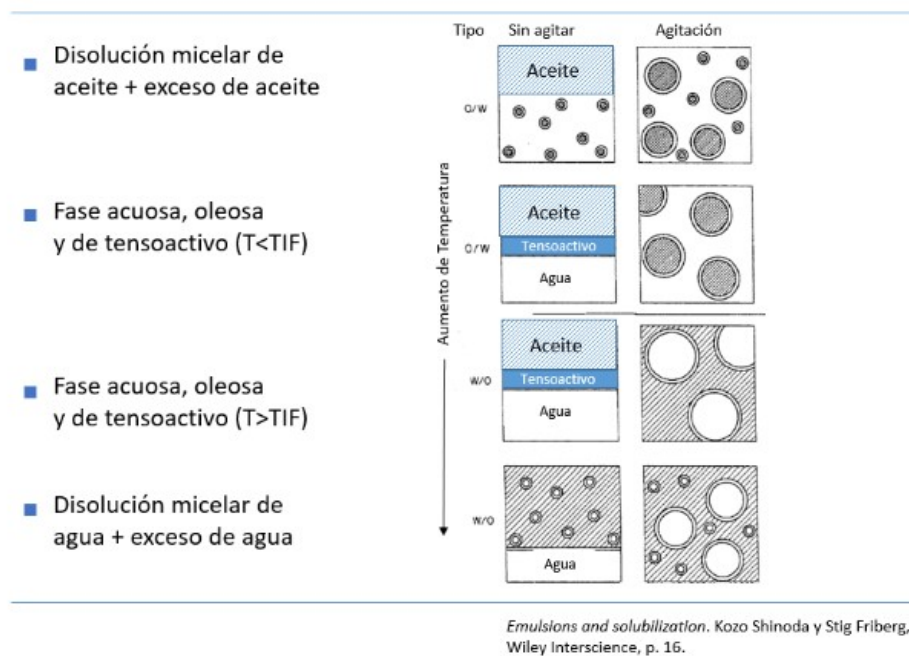 Tipo Sin agitar Agitación
Disolución micelar de
aceite + exceso de aceite
Aceite
O/W
Aumento de Temperatura
Fase acuosa, oleosa
y de tensoactivo (T<TIF)
Aceite
O/W
Tensoactivo
Agua
Fase acuosa, oleosa
y de tensoactivo (T>TIF)
Aceite
W/O
Tensoactivo
Agua
Disolución micelar de
agua + exceso de agua
W/O
Agua
Emulsions and solubilization. Kozo Shinoda y Stig Friberg,
Wiley Interscience, p. 16.